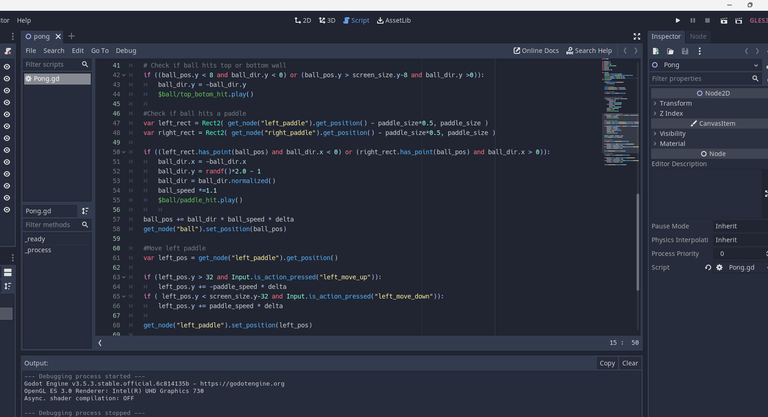 tor Help
2D 3D Script AssetLib
GLES
pong
File Search Edit Go To Debug
Online Docs Search Help
Filter scripts
Pong.gd
Pong.gd
Filter methods
_ready
_process
41 # Check if ball hits top or bottom wall
42 if ((ball_pos.y < 8 and ball_dir.y < 0) or (ball_pos.y > screen_size.y-8 and ball_dir.y >0)):
43 ball_dir.y = -ball_dir.y
44 $ball/top_botom_hit.play()
45
46 #Check if ball hits a paddle
47 var left_rect = Rect2( get_node("left_paddle").get_position() - paddle_size*0.5, paddle_size )
48 var right_rect = Rect2( get_node("right_paddle").get_position() - paddle_size*0.5, paddle_size )
49
50 if ((left_rect.has_point(ball_pos) and ball_dir.x < 0) or (right_rect.has_point(ball_pos) and ball_dir.x > 0)):
51 ball_dir.x = -ball_dir.x
52 ball_dir.y = randf()*2.0 - 1
53 ball_dir = ball_dir.normalized()
54 ball_speed *=1.1
55 $ball/paddle_hit.play()
56
57 ball_pos += ball_dir * ball_speed * delta
58 get_node("ball").set_position(ball_pos)
59
60 #Move left paddle
61 var left_pos = get_node("left_paddle").get_position()
62
63 if (left_pos.y > 32 and Input.is_action_pressed("left_move_up")):
64 left_pos.y += -paddle_speed * delta
65 if ( left_pos.y < screen_size.y-32 and Input.is_action_pressed("left_move_down")):
66 left_pos.y += paddle_speed * delta
67
68 get_node("left_paddle").set_position(left_pos)
69
15 : 50
Output:
Copy Clear
--- Debugging process started ---
Godot Engine v3.5.3.stable.official.6c814135b - https://godotengine.org
OpenGL ES 3.0 Renderer: Intel(R) UHD Graphics 730
Async. shader compilation: OFF
--- Debugging process stopped ---
Inspector Node
Pong
Filter properties
Node2D
Transform
Z Index
CanvasItem
Visibility
Material
Node
Editor Description
Pause Mode Inherit
Physics Interpolati Inherit
Process Priority 0
Script Pong.gd